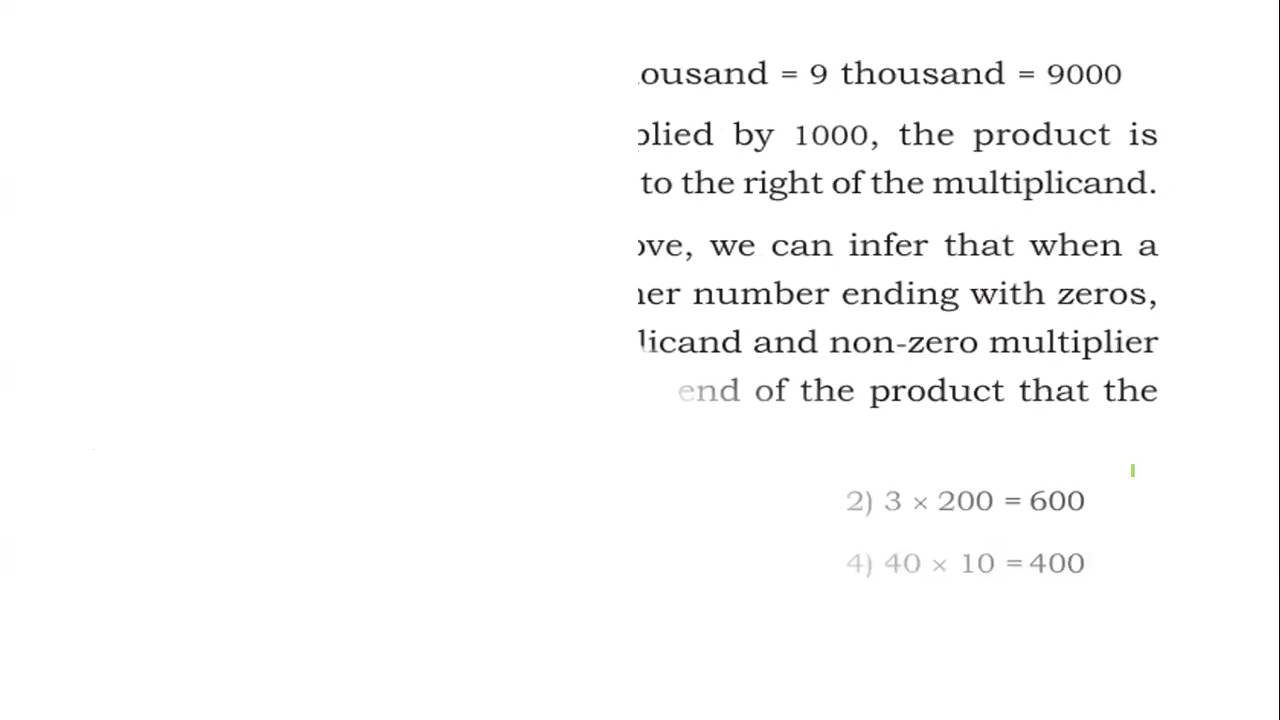 ousand = 9 thousand = 9000
plied by 1000, the product is
to the right of the multiplicand.
ove, we can infer that when a
her number ending with zeros,
licand and non-zero multiplier
end of the product that the
2) 3 × 200 = 600
4) 40 × 10 = 400